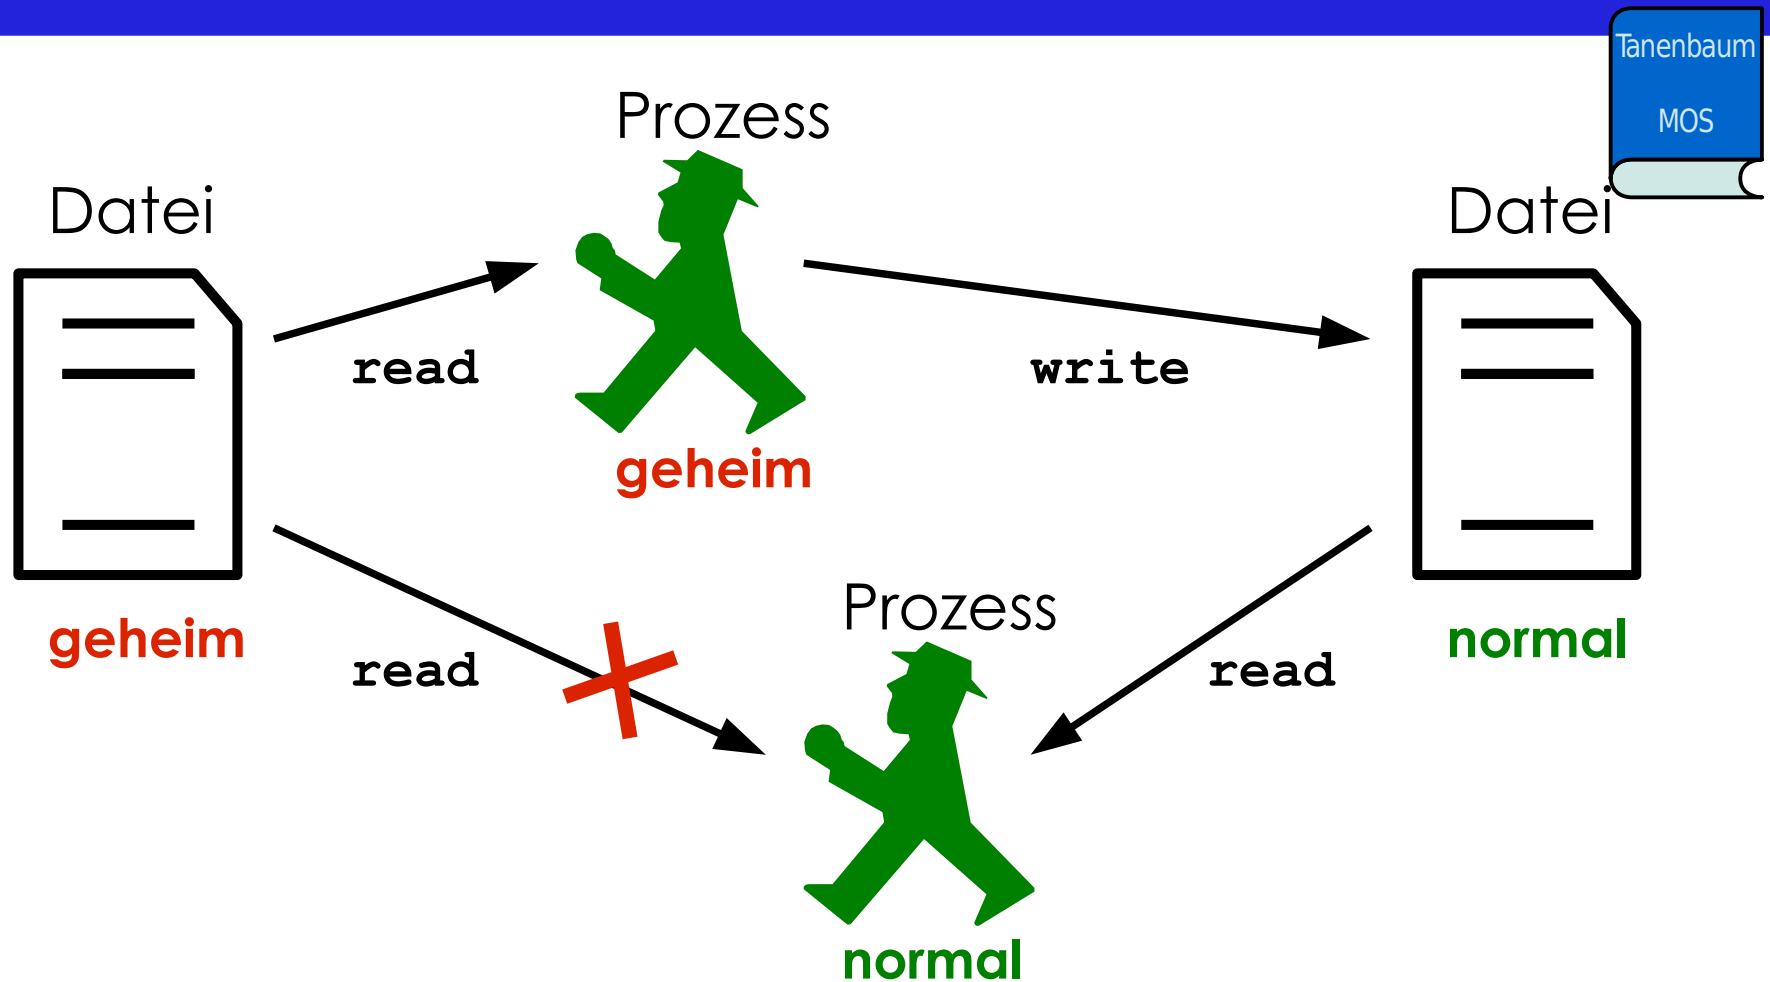 Tanenbaum
MOS
Prozess
Datei
Datei
read
write
geheim
Prozess
geheim
normal
read
read
normal